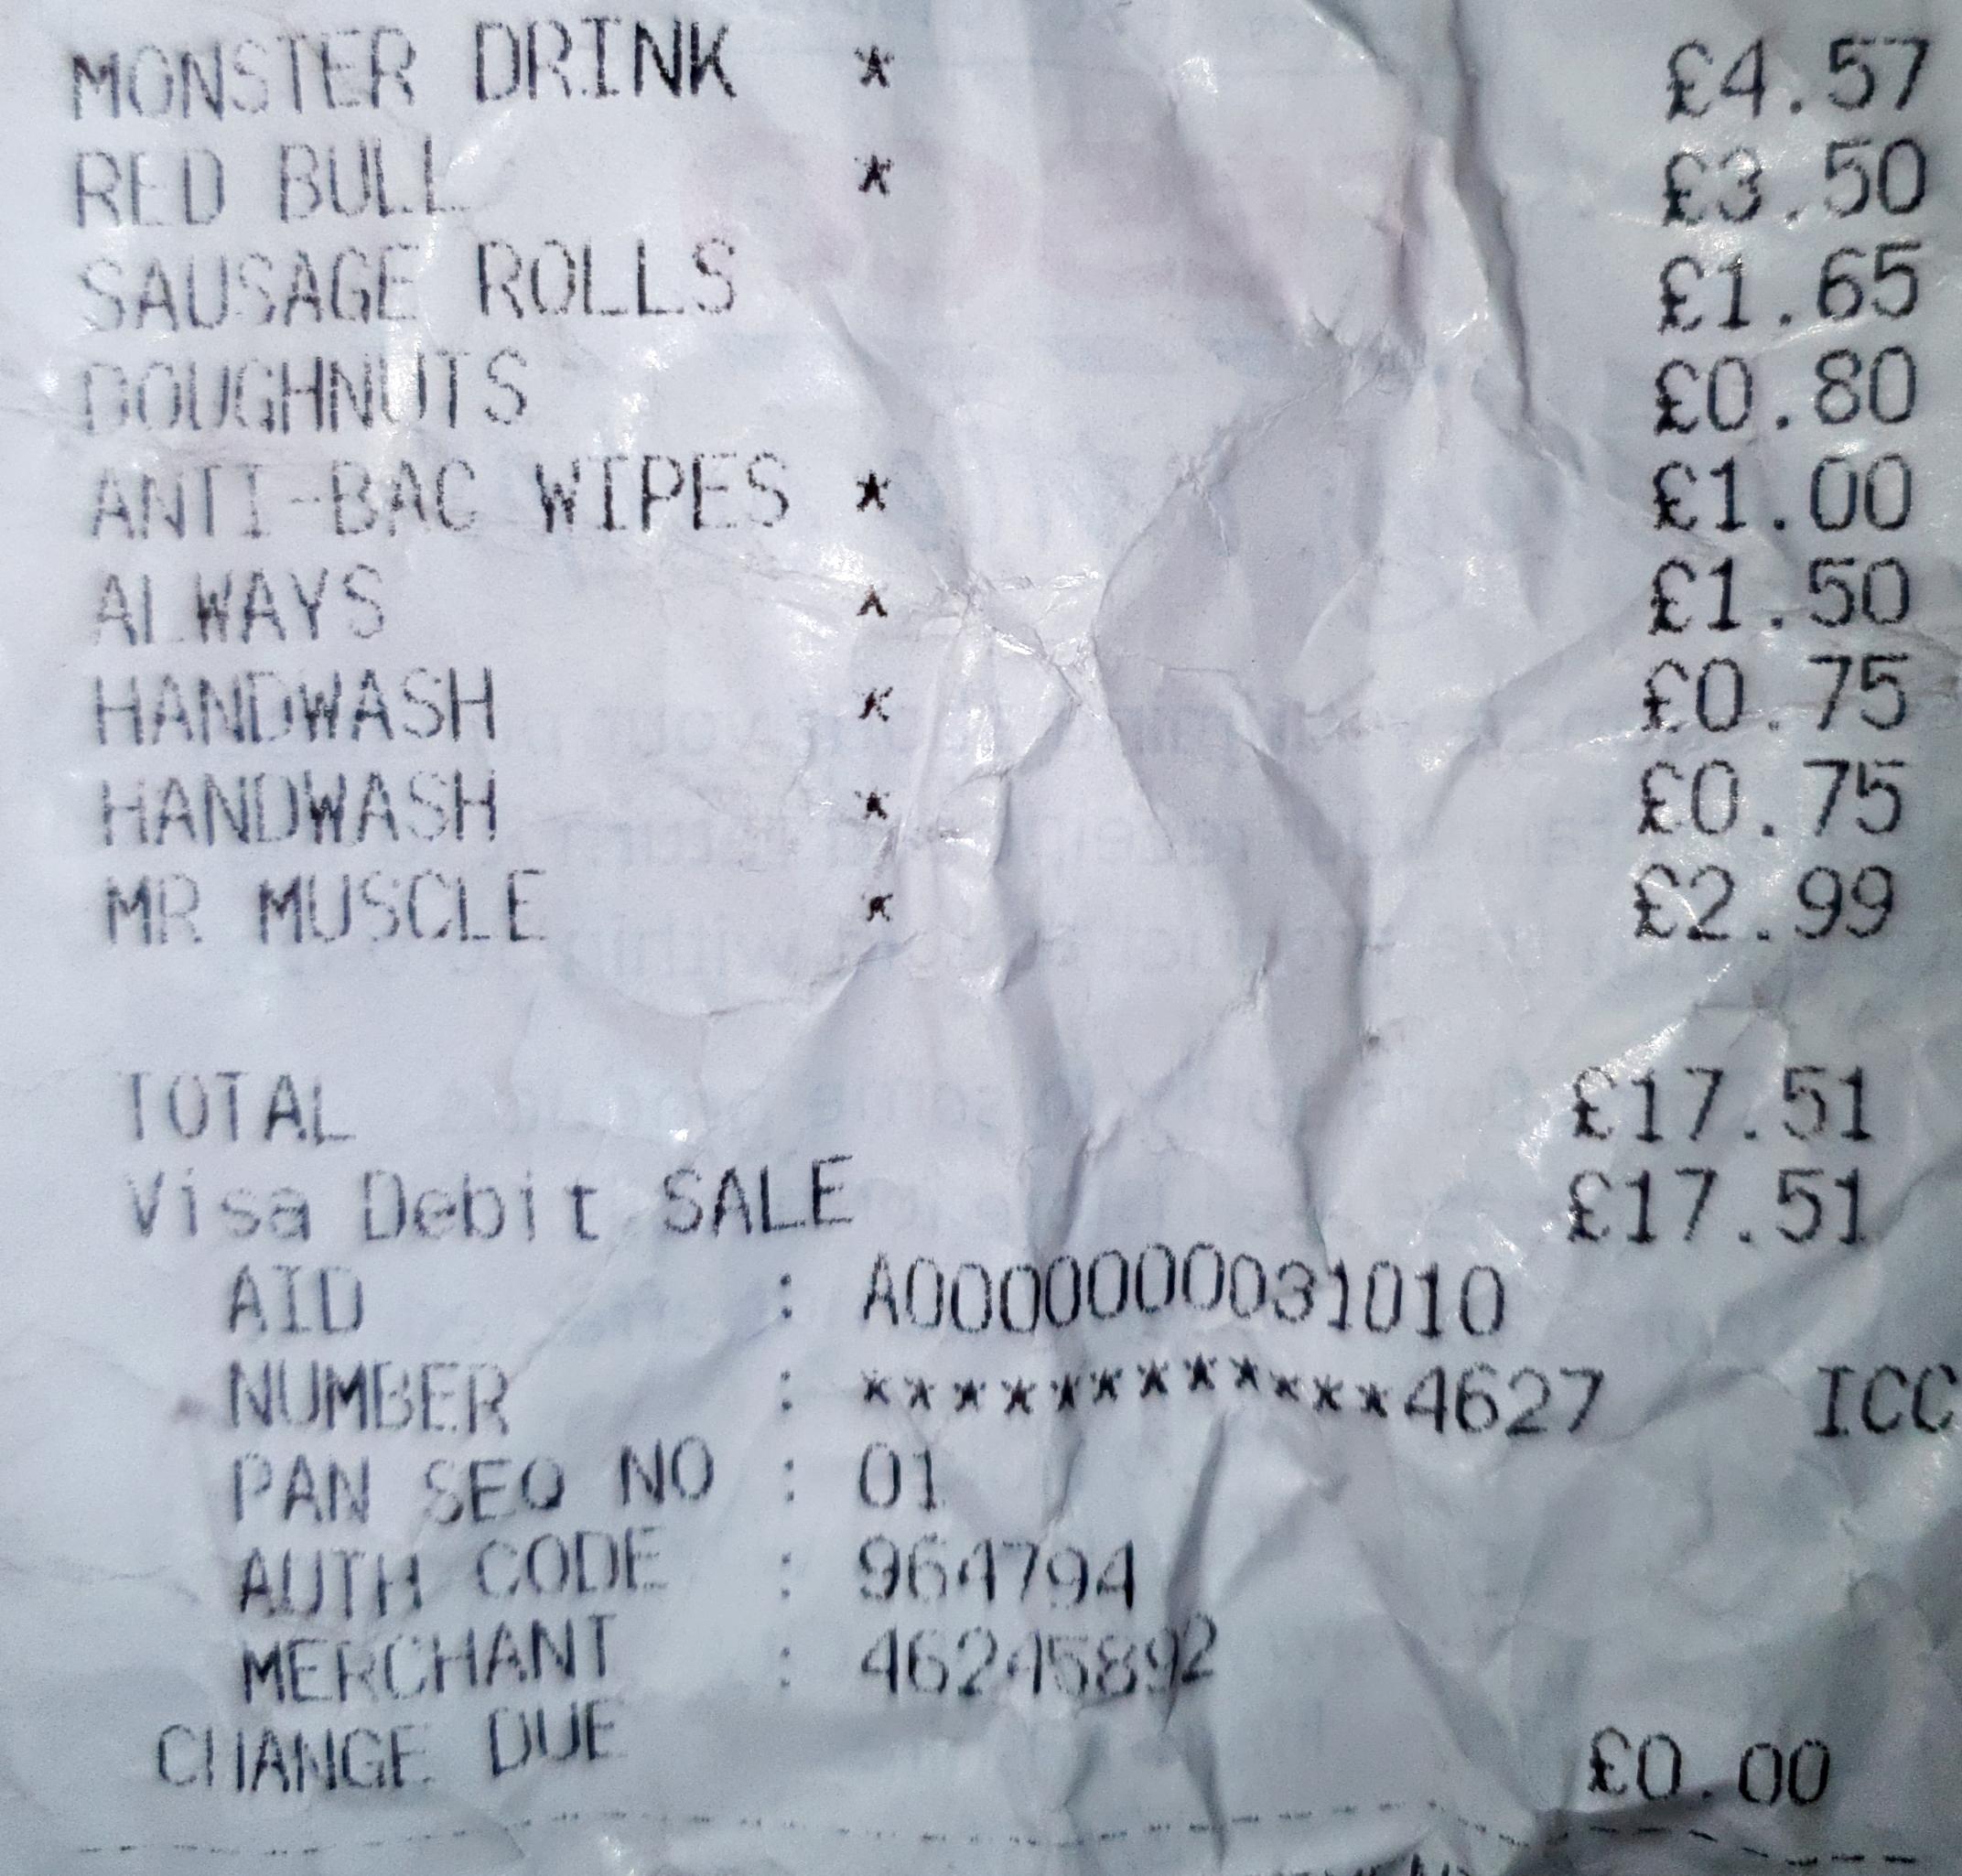 MONSTER DRINK * £4.57
RED BULL * £3.50
SAUSAGE ROLLS £1.65
DOUGHNUTS £0.80
ANTI-BAC WIPES * £1.00
ALWAYS * £1.50
HANDWASH * £0.75
HANDWASH * £0.75
MR MUSCLE * £2.99
TOTAL £17.51
Visa Debit SALE £17.51
AID : A0000000031010
NUMBER : ************4627 ICC
PAN SEQ NO : 01
AUTH CODE : 964794
MERCHANT : 46245892
CHANGE DUE £0.00